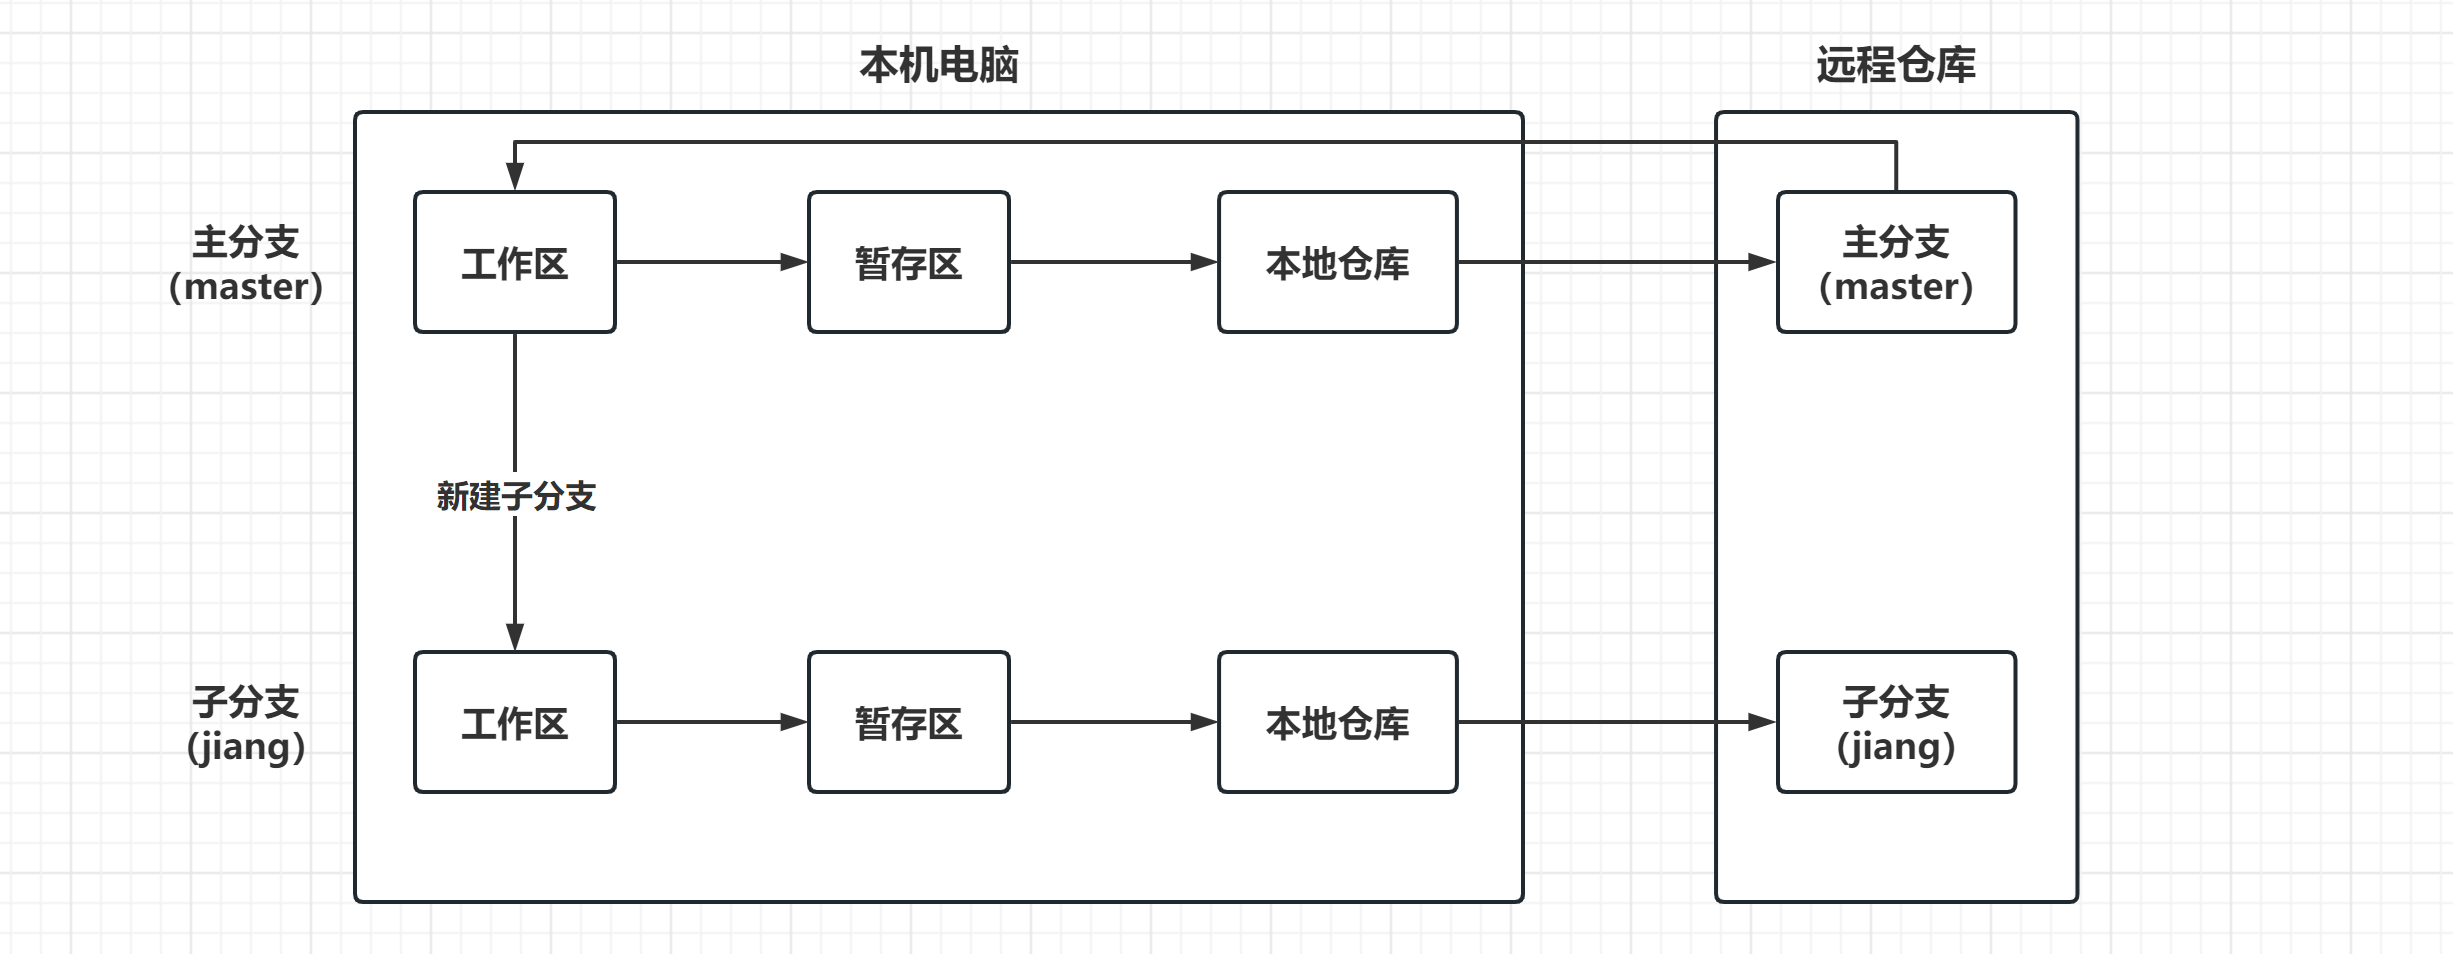 本机电脑
远程仓库
主分支
（master）
工作区
暂存区
本地仓库
主分支
（master）
新建子分支
子分支
（jiang）
工作区
暂存区
本地仓库
子分支
（jiang）